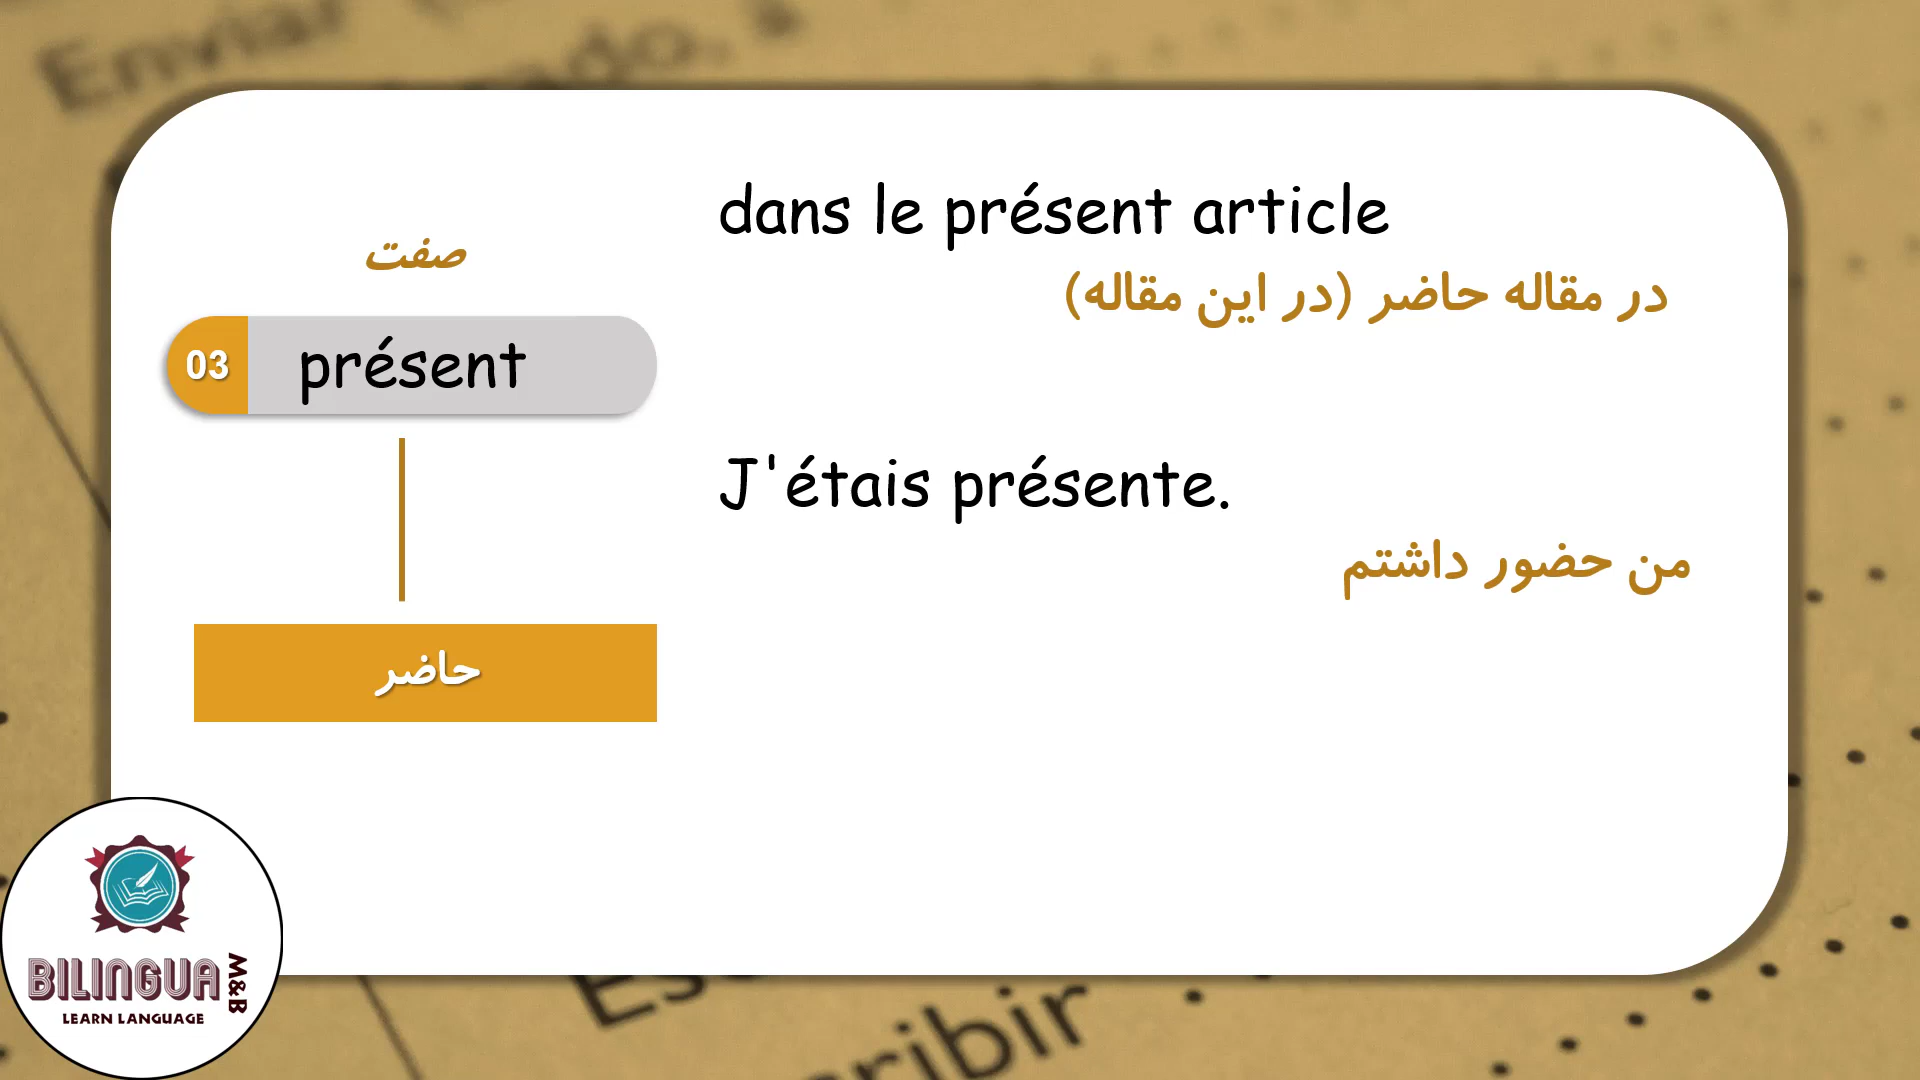 Enviar
صفت
03 présent
حاضر
dans le présent article
در مقاله حاضر (در این مقاله)
J'étais présente.
من حضور داشتم
BILINGUA M&B
LEARN LANGUAGE